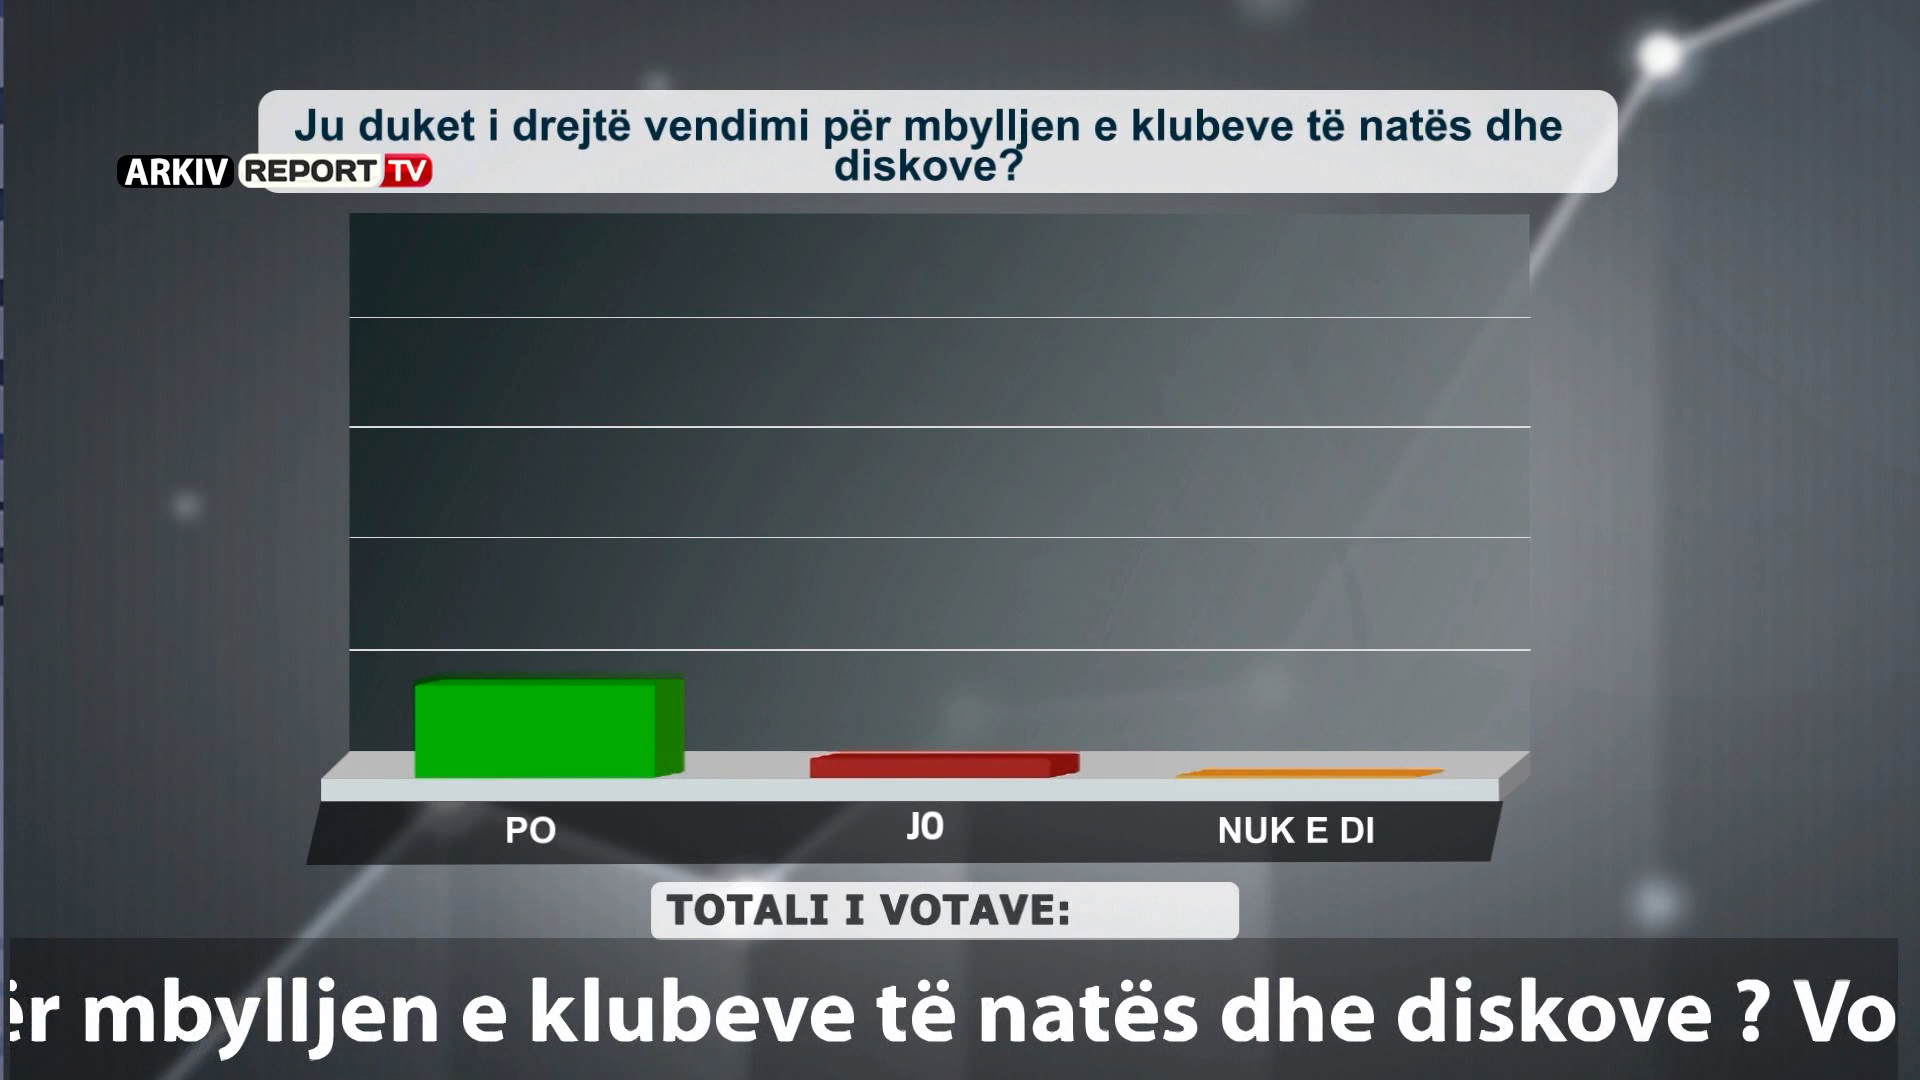 Ju duket i drejtë vendimi për mbylljen e klubeve të natës dhe
diskove?
ARKIV REPORT TV
PO
JO
NUK E DI
TOTALI I VOTAVE:
ër mbylljen e klubeve të natës dhe diskove ? Vo